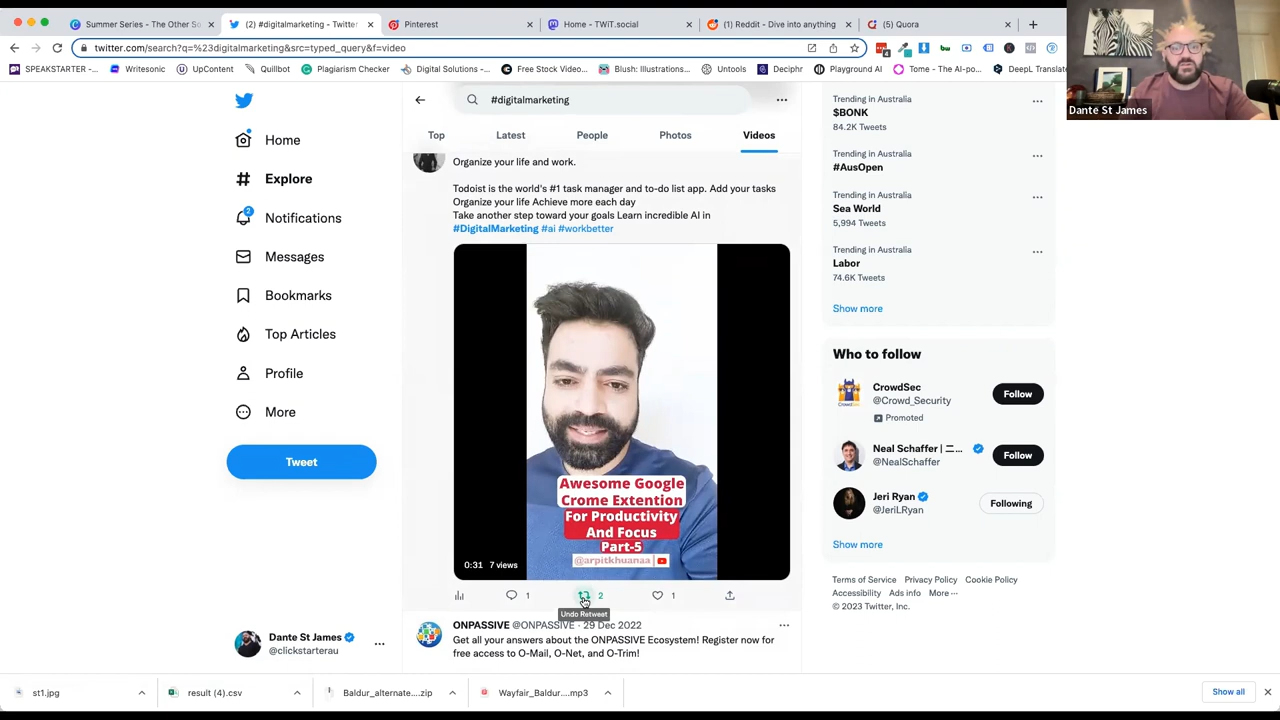 Summer Series - The Other So
(2) #digitalmarketing - Twitter
Pinterest
Home - TWiT.social
(1) Reddit - Dive into anything
(5) Quora
twitter.com/search?q=%23digitalmarketing&src=typed_query&f=video
SPEAKSTARTER -...
Writesonic
UpContent
Quillbot
Plagiarism Checker
Digital Solutions -...
Free Stock Video...
Blush: Illustrations...
Untools
Deciphr
Playground AI
Tome - The AI-po...
DeepL Translate
Dante St James
Home
Explore
2
Notifications
Messages
Bookmarks
Top Articles
Profile
More
Tweet
Dante St James
@clickstarterau
#digitalmarketing
Top
Latest
People
Photos
Videos
Organize your life and work.
Todoist is the world's #1 task manager and to-do list app. Add your tasks
Organize your life Achieve more each day
Take another step toward your goals Learn incredible AI in
#DigitalMarketing #ai #workbetter
Awesome Google
Crome Extention
For Productivity
And Focus
Part-5
@arpitkhuanaa |
0:31 7 views
1
2
1
Undo Retweet
ONPASSIVE @ONPASSIVE · 29 Dec 2022
Get all your answers about the ONPASSIVE Ecosystem! Register now for
free access to O-Mail, O-Net, and O-Trim!
Trending in Australia
$BONK
84.2K Tweets
Trending in Australia
#AusOpen
Trending in Australia
Sea World
5,994 Tweets
Trending in Australia
Labor
74.6K Tweets
Show more
Who to follow
CrowdSec
@Crowd_Security
Promoted
Follow
Neal Schaffer | 二...
@NealSchaffer
Follow
Jeri Ryan
@JeriLRyan
Following
Show more
Terms of Service Privacy Policy Cookie Policy
Accessibility Ads info More ...
© 2023 Twitter, Inc.
st1.jpg
result (4).csv
Baldur_alternate....zip
Wayfair_Baldur....mp3
Show all